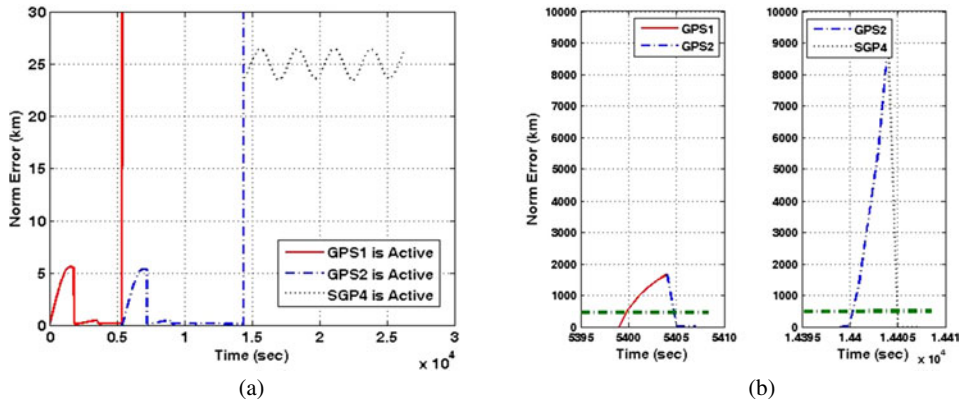 Norm Error (km)
30
25
20
15
10
5
0
0
0.5
1.0
1.5
2.0
2.5
3
Time (sec)
x 10^4
GPS1 is Active
GPS2 is Active
SGP4 is Active
(a)
Norm Error (km)
10000
9000
8000
7000
6000
5000
4000
3000
2000
1000
0
5395
5400
5405
5410
Time (sec)
GPS1
GPS2
10000
9000
8000
7000
6000
5000
4000
3000
2000
1000
0
1.4395
1.44
1.4405
1.441
Time (sec)
x 10^4
GPS2
SGP4
(b)